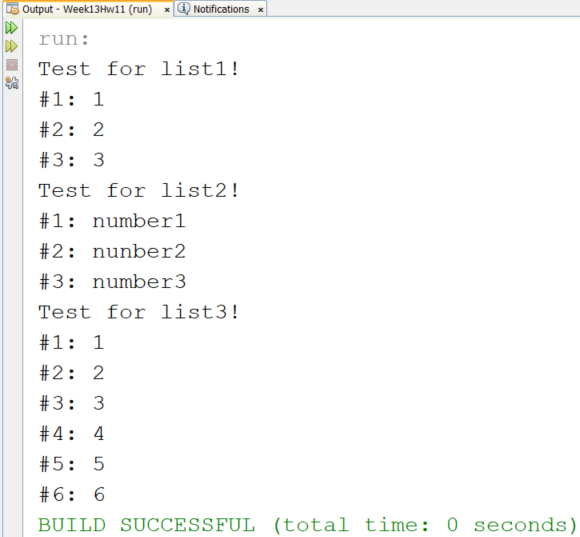 Output - Week13Hw11 (run) × Notifications ×
run:
Test for list1!
#1: 1
#2: 2
#3: 3
Test for list2!
#1: number1
#2: nunber2
#3: number3
Test for list3!
#1: 1
#2: 2
#3: 3
#4: 4
#5: 5
#6: 6
BUILD SUCCESSFUL (total time: 0 seconds)